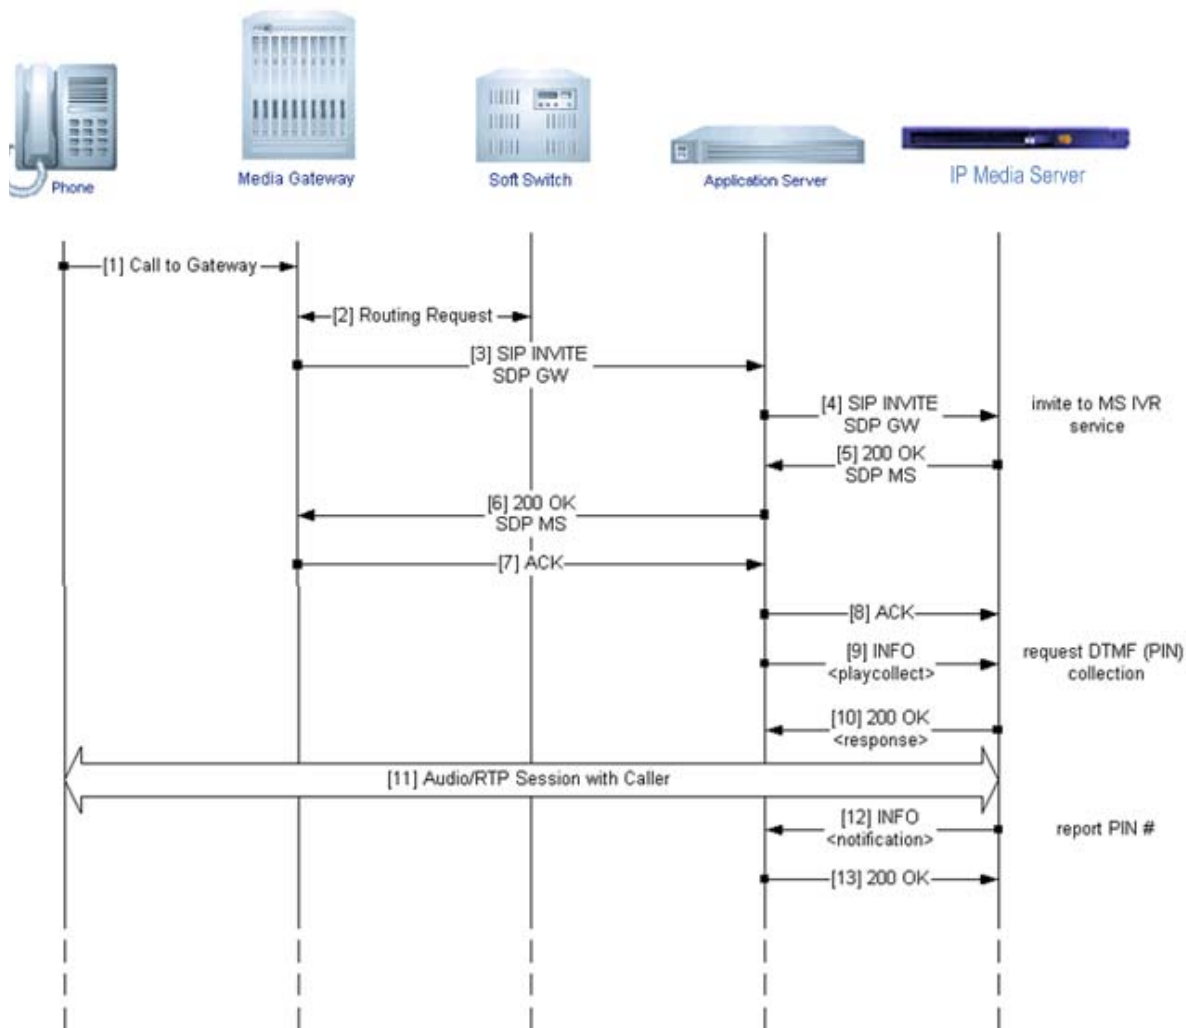 Phone
Media Gateway
Soft Switch
Application Server
IP Media Server
[1] Call to Gateway
[2] Routing Request
[3] SIP INVITE
SDP GW
[4] SIP INVITE
SDP GW
invite to MS IVR
service
[5] 200 OK
SDP MS
[6] 200 OK
SDP MS
[7] ACK
[8] ACK
[9] INFO
<playcollect>
request DTMF (PIN)
collection
[10] 200 OK
<response>
[11] Audio/RTP Session with Caller
[12] INFO
<notification>
report PIN #
[13] 200 OK